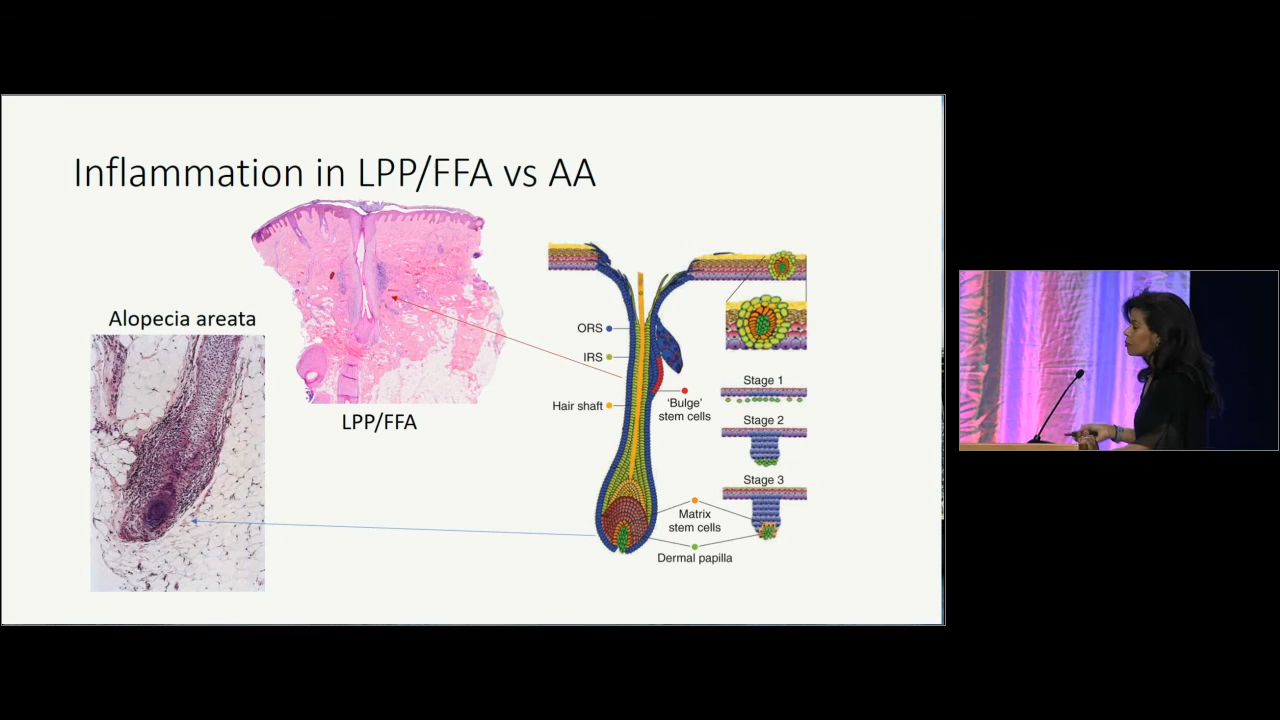 Inflammation in LPP/FFA vs AA
Alopecia areata
LPP/FFA
ORS
IRS
Hair shaft
'Bulge'
stem cells
Matrix
stem cells
Dermal papilla
Stage 1
Stage 2
Stage 3